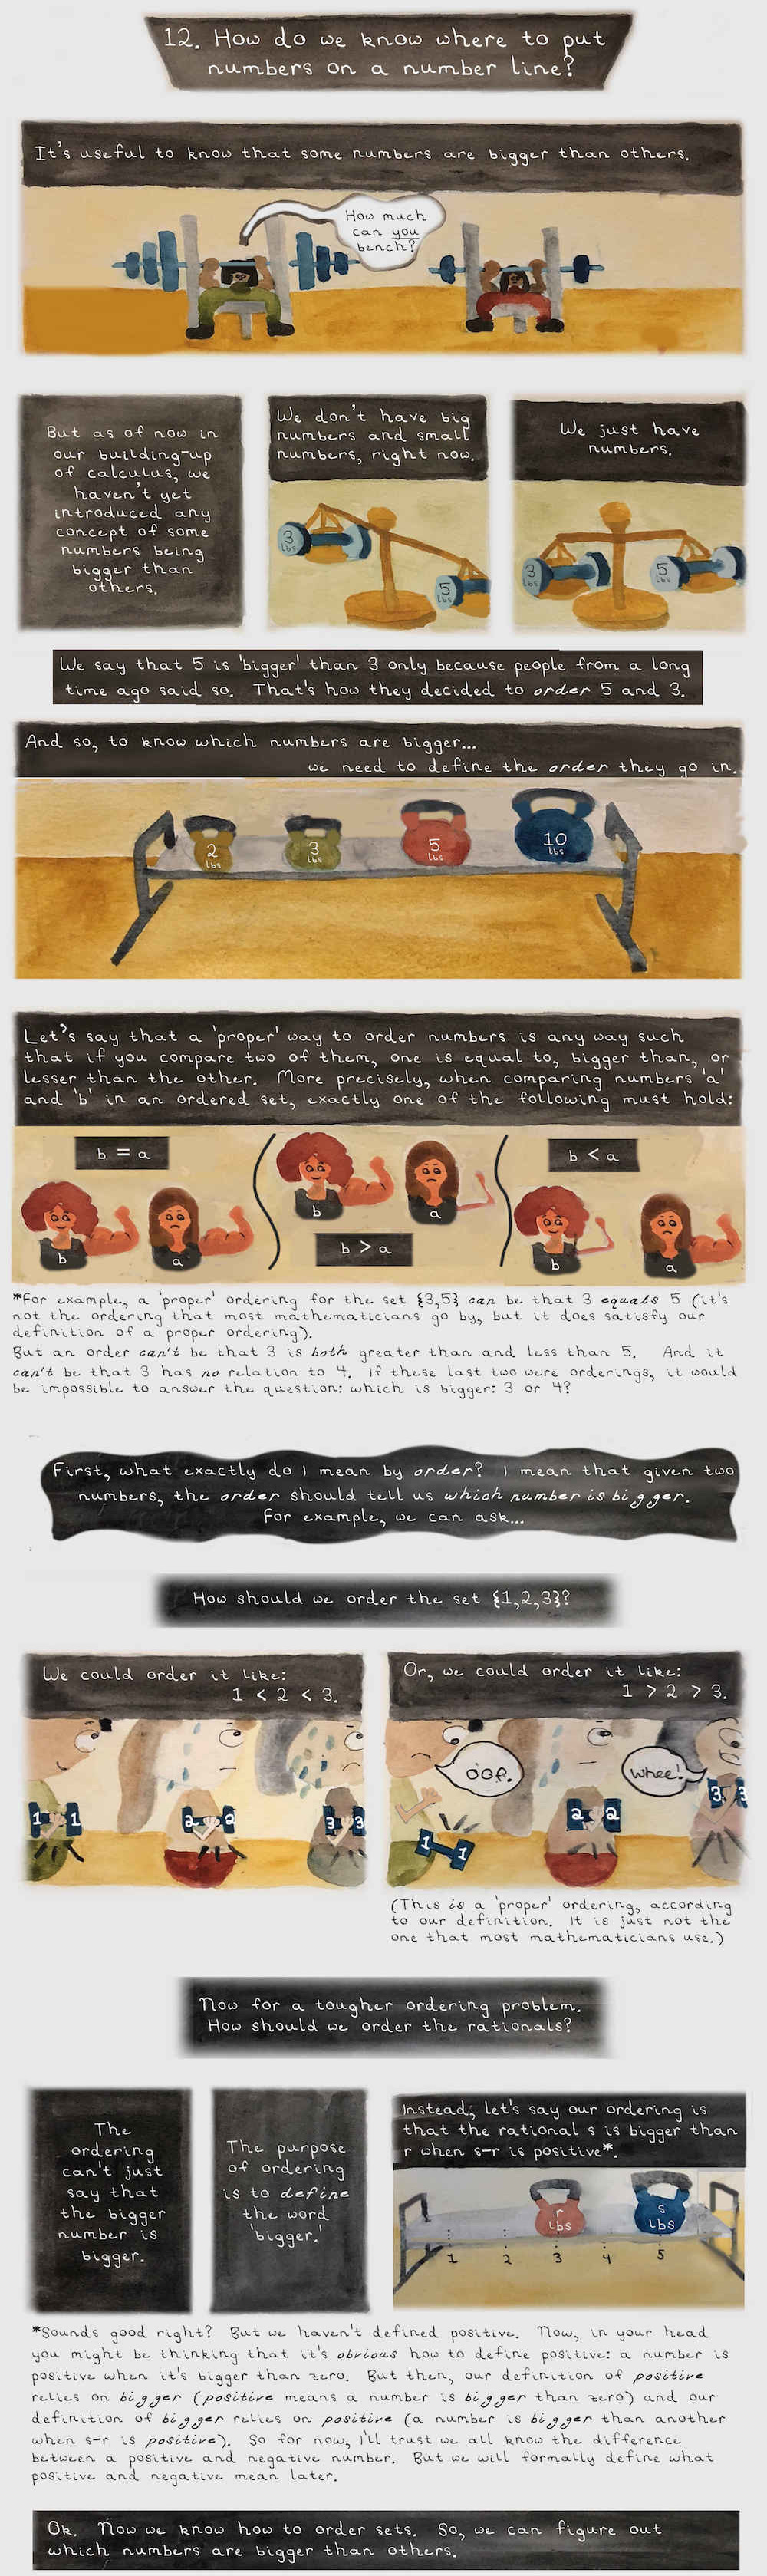 12. How do we know where to put
numbers on a number line?
It's useful to know that some numbers are bigger than others.
How much
can you
bench?
But as of now in
our building-up
of calculus, we
haven't yet
introduced any
concept of some
numbers being
bigger than
others.
We don't have big
numbers and small
numbers, right now.
3
lbs
5
lbs
We just have
numbers.
3
lbs
5
lbs
We say that 5 is 'bigger' than 3 only because people from a long
time ago said so. That's how they decided to order 5 and 3.
And so, to know which numbers are bigger...
we need to define the order they go in.
2
lbs
3
lbs
5
lbs
10
lbs
Let's say that a 'proper' way to order numbers is any way such
that if you compare two of them, one is equal to, bigger than, or
lesser than the other. More precisely, when comparing numbers 'a'
and 'b' in an ordered set, exactly one of the following must hold:
b = a
b
a
b
a
b > a
b < a
b
a
*For example, a 'proper' ordering for the set {3,5} can be that 3 equals 5 (it's
not the ordering that most mathematicians go by, but it does satisfy our
definition of a proper ordering).
But an order can't be that 3 is both greater than and less than 5. And it
can't be that 3 has no relation to 4. If these last two were orderings, it would
be impossible to answer the question: which is bigger: 3 or 4?
First, what exactly do I mean by order? I mean that given two
numbers, the order should tell us which number is bigger.
For example, we can ask...
How should we order the set {1,2,3}?
We could order it like:
1 < 2 < 3.
1 1
2 2
3 3
Or, we could order it like:
1 > 2 > 3.
OOF.
Whee!
1 1
2 2
3 3
(This is a 'proper' ordering, according
to our definition. It is just not the
one that most mathematicians use.)
Now for a tougher ordering problem.
How should we order the rationals?
The
ordering
can't just
say that
the bigger
number is
bigger.
The purpose
of ordering
is to define
the word
'bigger.'
Instead, let's say our ordering is
that the rational s is bigger than
r when s-r is positive*.
r
lbs
s
lbs
1 2 3 4 5
*Sounds good right? But we haven't defined positive. Now, in your head
you might be thinking that it's obvious how to define positive: a number is
positive when it's bigger than zero. But then, our definition of positive
relies on bigger (positive means a number is bigger than zero) and our
definition of bigger relies on positive (a number is bigger than another
when s-r is positive). So for now, I'll trust we all know the difference
between a positive and negative number. But we will formally define what
positive and negative mean later.
Ok. Now we know how to order sets. So, we can figure out
which numbers are bigger than others.